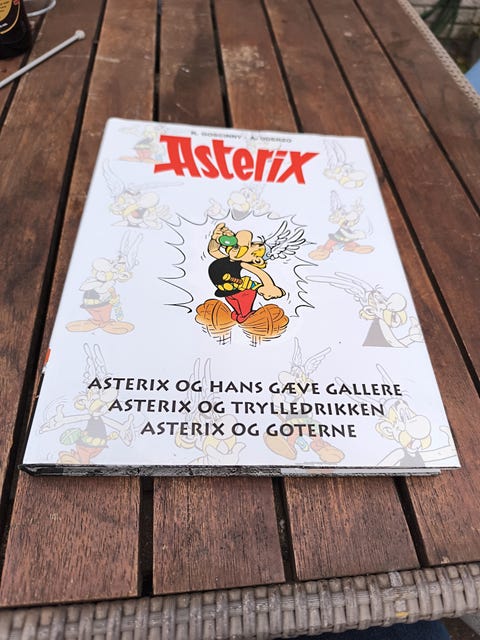 R. GOSCINNY · A. UDERZO
Asterix
ASTERIX OG HANS GÆVE GALLERE
ASTERIX OG TRYLLEDRIKKEN
ASTERIX OG GOTERNE